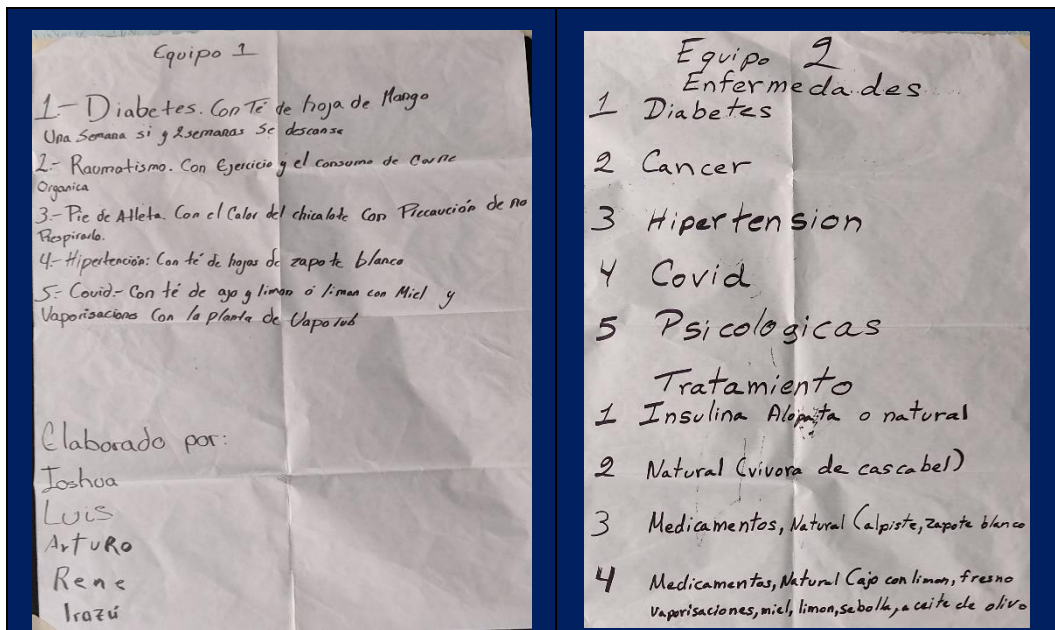 Equipo 1
1.- Diabetes. Con Té de hoja de Mango
Una Semana si y 2 semanas Se descansa
2.- Raumatismo. Con Ejercicio y el consumo de Carne
Organica
3.- Pie de Atleta. Con el Calor del chicalote Con Precaución de no
Respirarlo.
4.- Hipertención: Con té de hojas de zapote blanco
5.- Covid.- Con té de ajo y limon ó limon con Miel y
Vaporisaciones Con la planta de Vaporub
Elaborado por:
Ioshua
Luis
ArtuRo
Rene
Irazú
Equipo 2
Enfermedades
1 Diabetes
2 Cancer
3 Hipertension
4 Covid
5 Psicologicas
Tratamiento
1 Insulina Alopata o natural
2 Natural (vivora de cascabel)
3 Medicamentos, Natural (alpiste, zapote blanco
4 Medicamentos, Natural (ajo con limon, fresno
vaporisaciones, miel, limon, sebolla, aceite de olivo